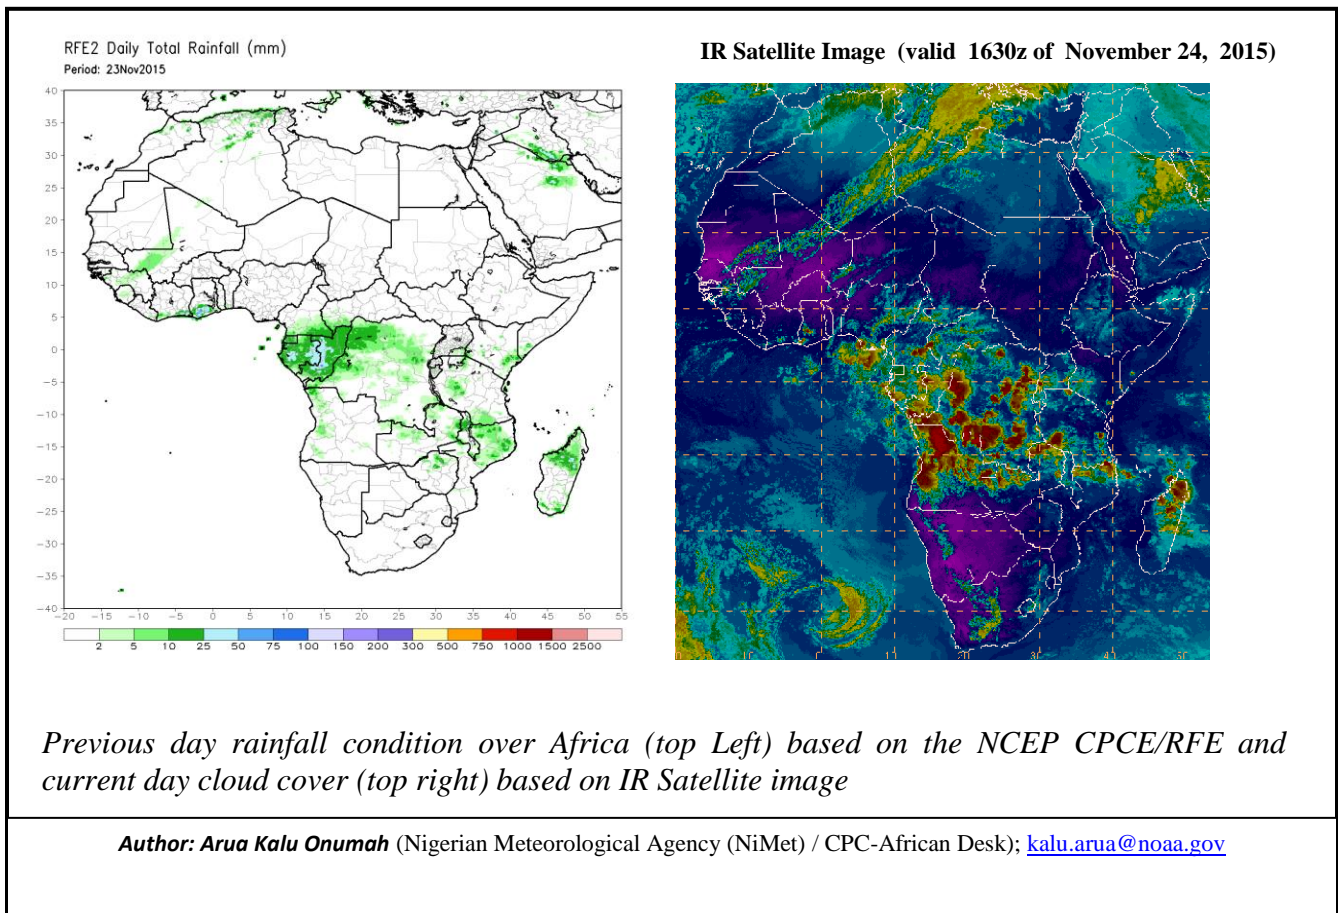 RFE2 Daily Total Rainfall (mm)
Period: 23Nov2015
IR Satellite Image (valid 1630z of November 24, 2015)
40
35
30
25
20
15
10
5
0
−5
−10
−15
−20
−25
−30
−35
−40
−20 −15 −10 −5 0 5 10 15 20 25 30 35 40 45 50 55
2 5 10 25 50 75 100 150 200 300 500 750 1000 1500 2500
Previous day rainfall condition over Africa (top Left) based on the NCEP CPCE/RFE and
current day cloud cover (top right) based on IR Satellite image
Author: Arua Kalu Onumah (Nigerian Meteorological Agency (NiMet) / CPC-African Desk); kalu.arua@noaa.gov